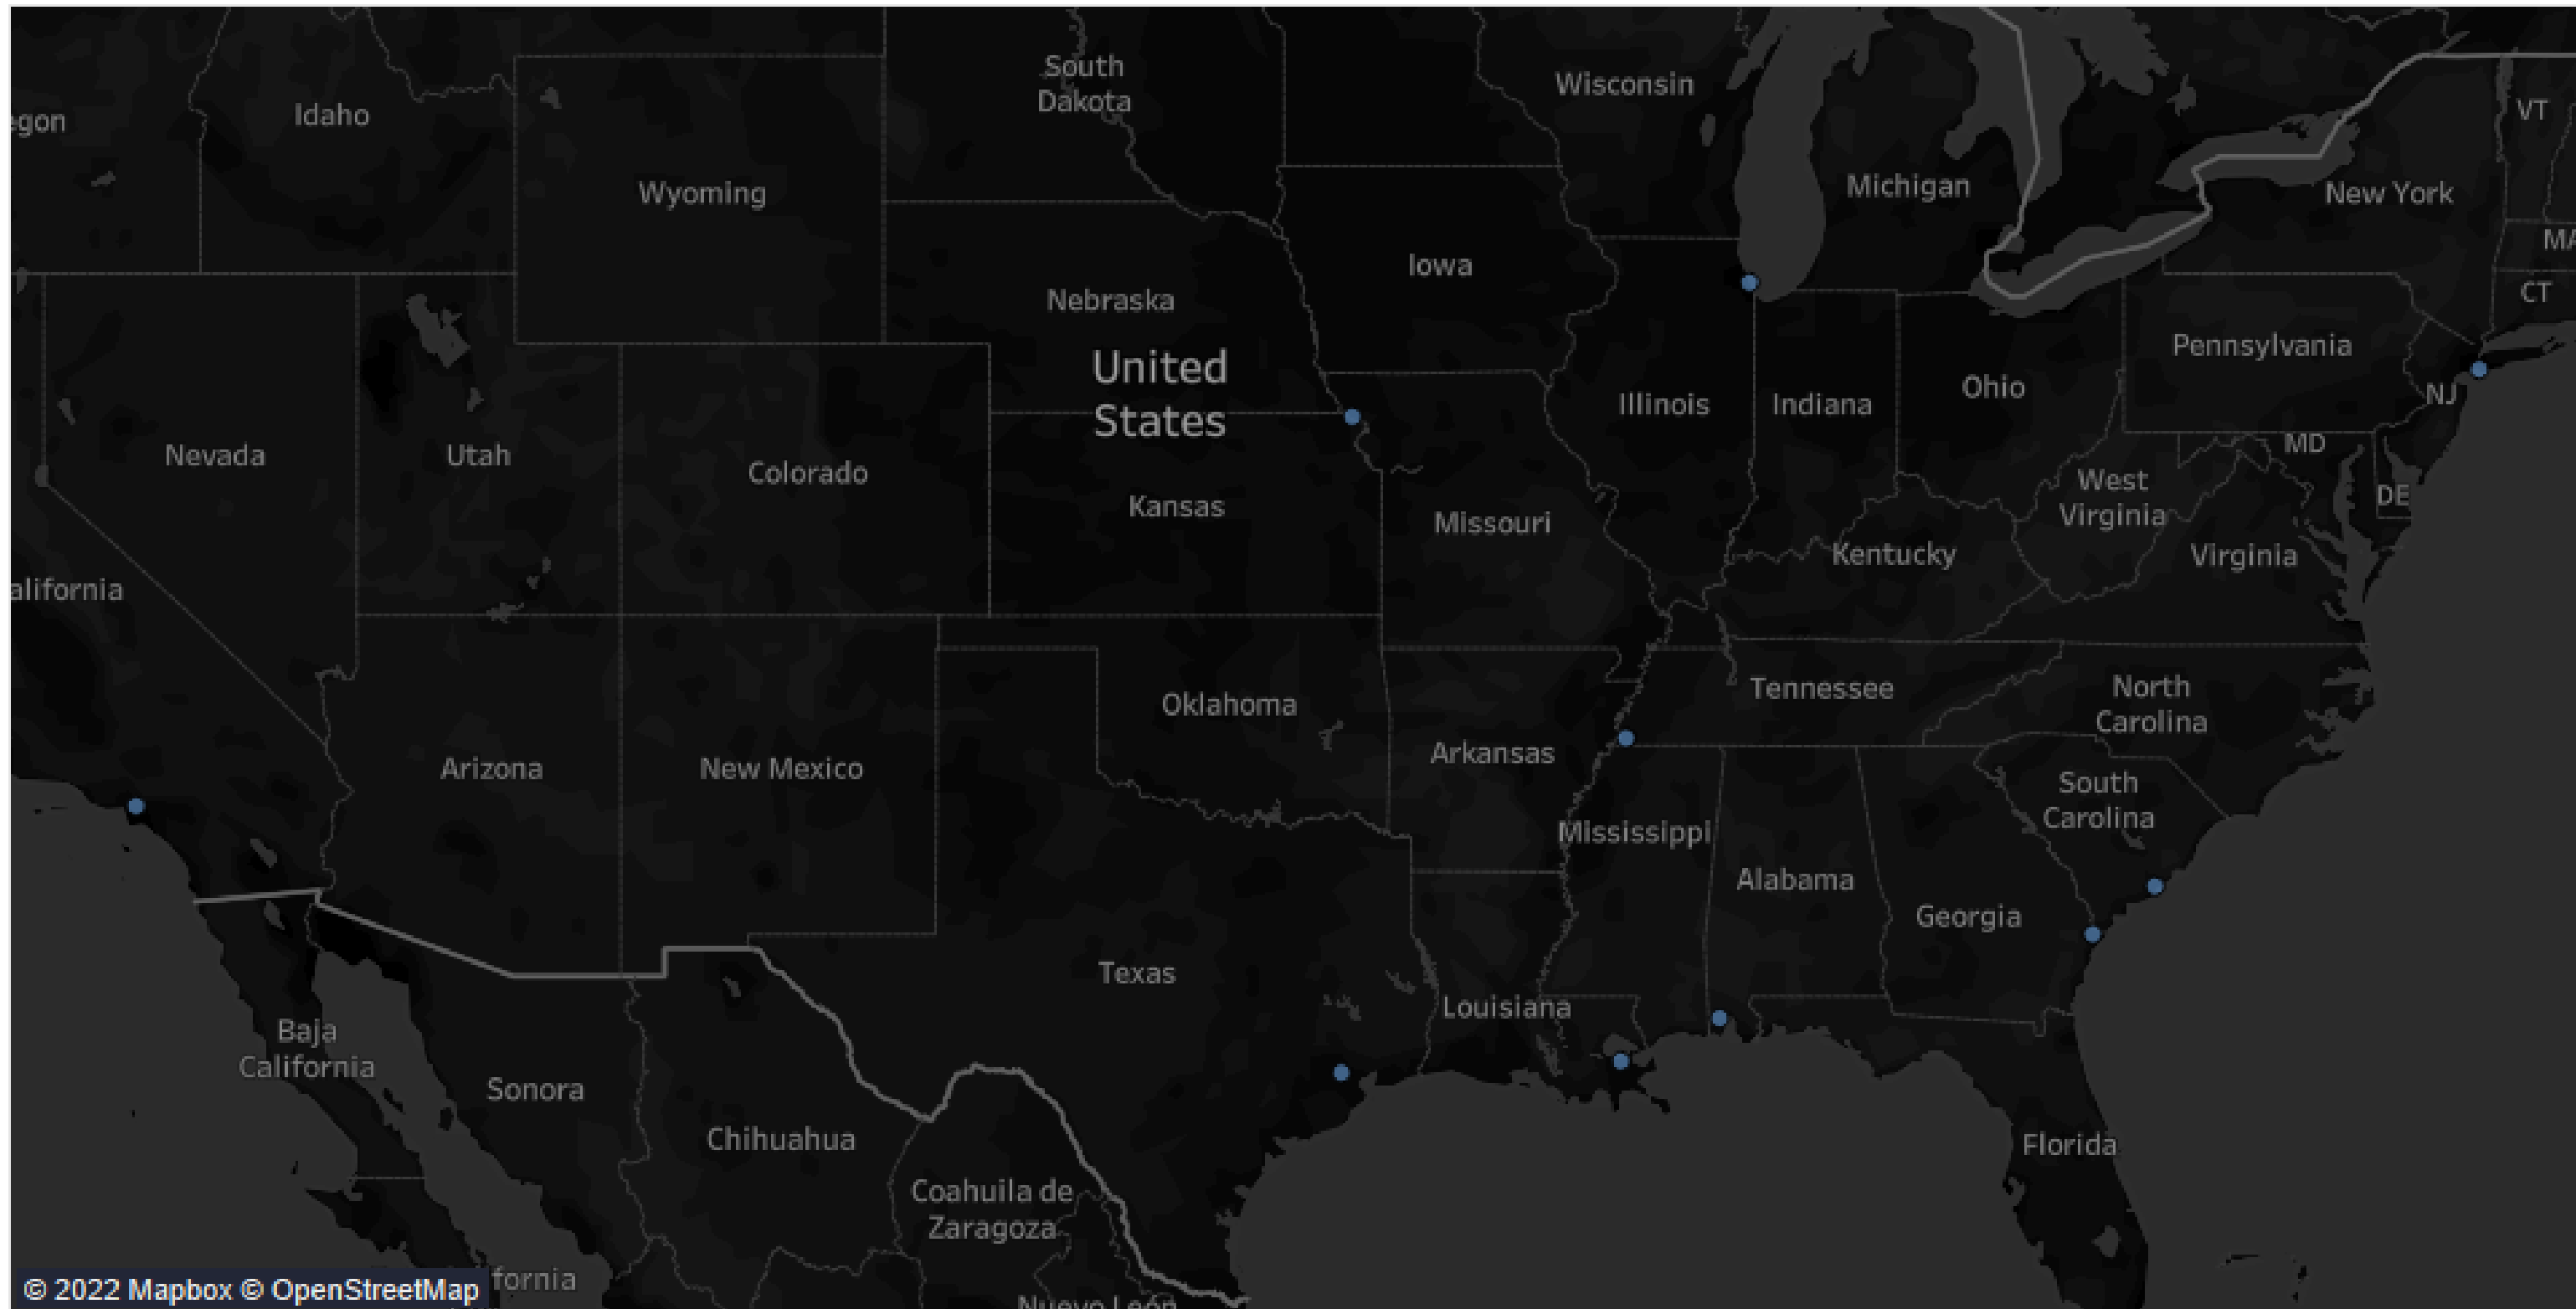 South
Dakota
Wisconsin
VT
Idaho
egon
Wyoming
Michigan
New York
MA
Iowa
Nebraska
CT
United
States
Pennsylvania
Ohio
NJ
Illinois
Indiana
Nevada
Utah
Colorado
MD
West
Virginia
DE
Kansas
Missouri
Kentucky
Virginia
alifornia
Oklahoma
Tennessee
North
Carolina
Arizona
New Mexico
Arkansas
South
Carolina
Mississippi
Alabama
Georgia
Texas
Louisiana
Baja
California
Sonora
Chihuahua
Florida
Coahuila de
Zaragoza
fornia
Nuevo León
© 2022 Mapbox © OpenStreetMap